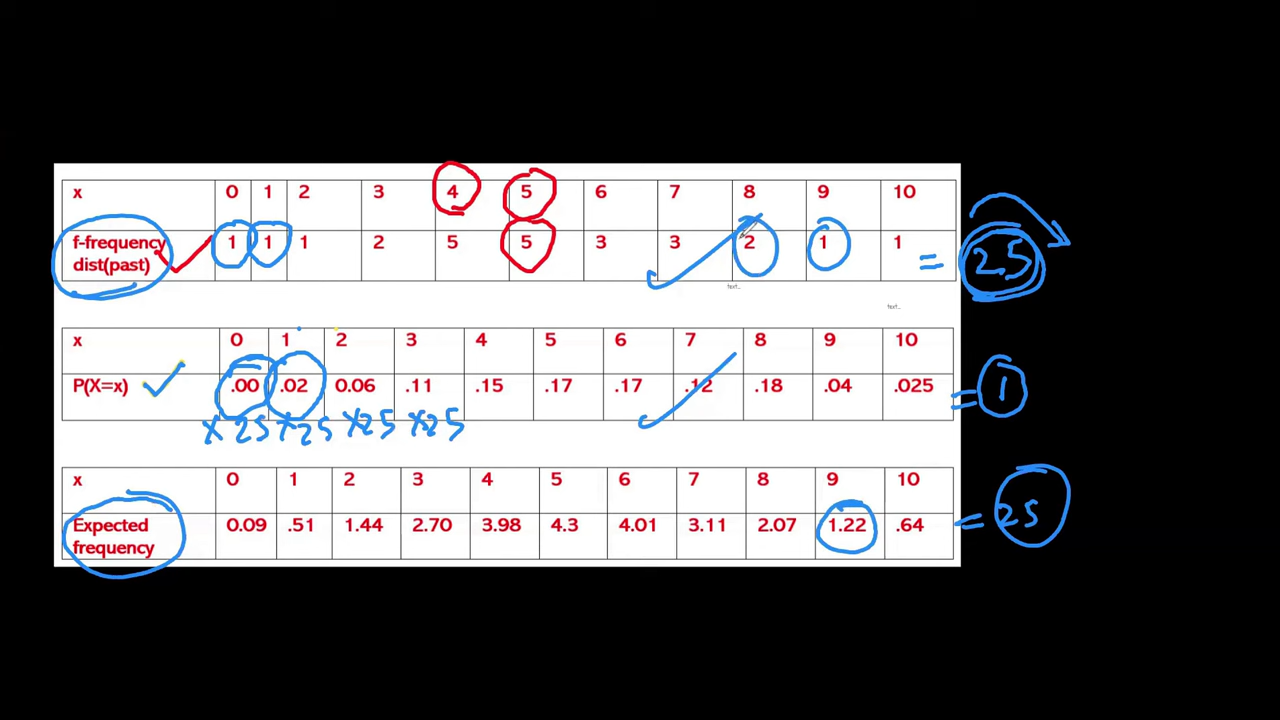 x 0 1 2 3 4 5 6 7 8 9 10
f-frequency 1 1 1 2 5 5 3 3 2 1 1 = 25
dist(past)
text...
text...
x 0 1 2 3 4 5 6 7 8 9 10
P(X=x) .00 .02 0.06 .11 .15 .17 .17 .12 .18 .04 .025 = 1
x 25 x 25 x25 x25
x 0 1 2 3 4 5 6 7 8 9 10
Expected 0.09 .51 1.44 2.70 3.98 4.3 4.01 3.11 2.07 1.22 .64 = 25
frequency